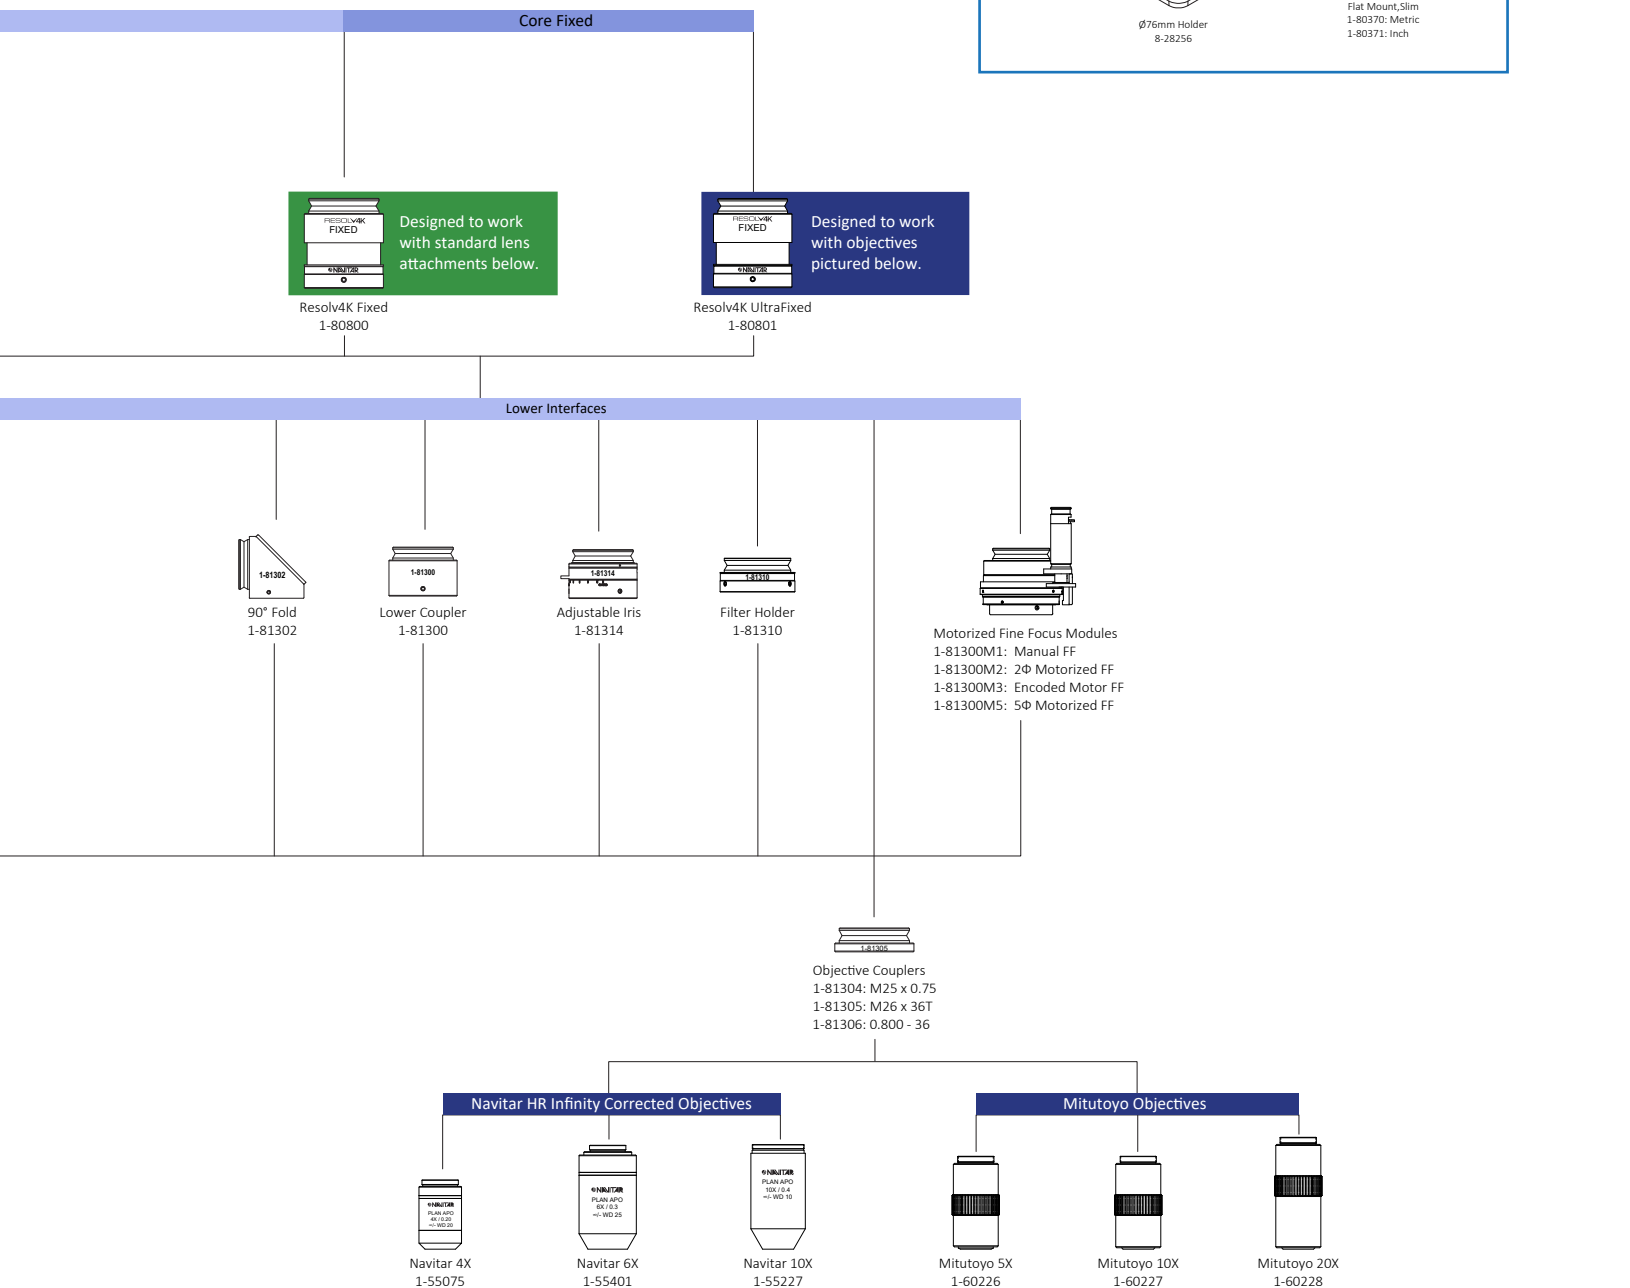 Core Fixed
Flat Mount,Slim
1-80370: Metric
1-80371: Inch
Ø76mm Holder
8-28256
RESOLV4K
FIXED
NAVITAR
Designed to work
with standard lens
attachments below.
RESOLV4K
FIXED
NAVITAR
Designed to work
with objectives
pictured below.
Resolv4K Fixed
1-80800
Resolv4K UltraFixed
1-80801
Lower Interfaces
1-81302
90° Fold
1-81302
1-81300
Lower Coupler
1-81300
1-81314
Adjustable Iris
1-81314
1-81310
Filter Holder
1-81310
Motorized Fine Focus Modules
1-81300M1: Manual FF
1-81300M2: 2Φ Motorized FF
1-81300M3: Encoded Motor FF
1-81300M5: 5Φ Motorized FF
1-81305
Objective Couplers
1-81304: M25 x 0.75
1-81305: M26 x 36T
1-81306: 0.800 - 36
Navitar HR Infinity Corrected Objectives
NAVITAR
PLAN APO
4X / 0.20
∞/- WD 20
Navitar 4X
1-55075
NAVITAR
PLAN APO
6X / 0.3
∞/- WD 25
Navitar 6X
1-55401
NAVITAR
PLAN APO
10X / 0.4
∞/- WD 10
Navitar 10X
1-55227
Mitutoyo Objectives
Mitutoyo 5X
1-60226
Mitutoyo 10X
1-60227
Mitutoyo 20X
1-60228